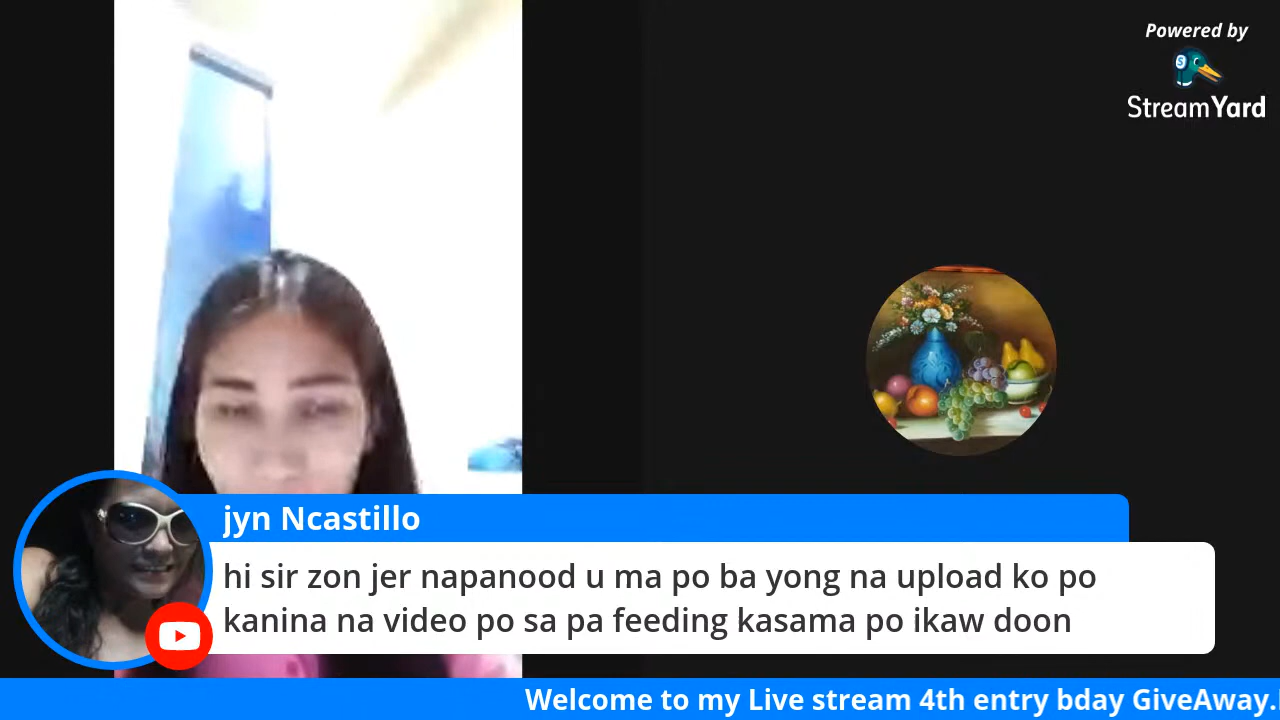 Powered by
StreamYard
jyn Ncastillo
hi sir zon jer napanood u ma po ba yong na upload ko po
kanina na video po sa pa feeding kasama po ikaw doon
Welcome to my Live stream 4th entry bday GiveAway.